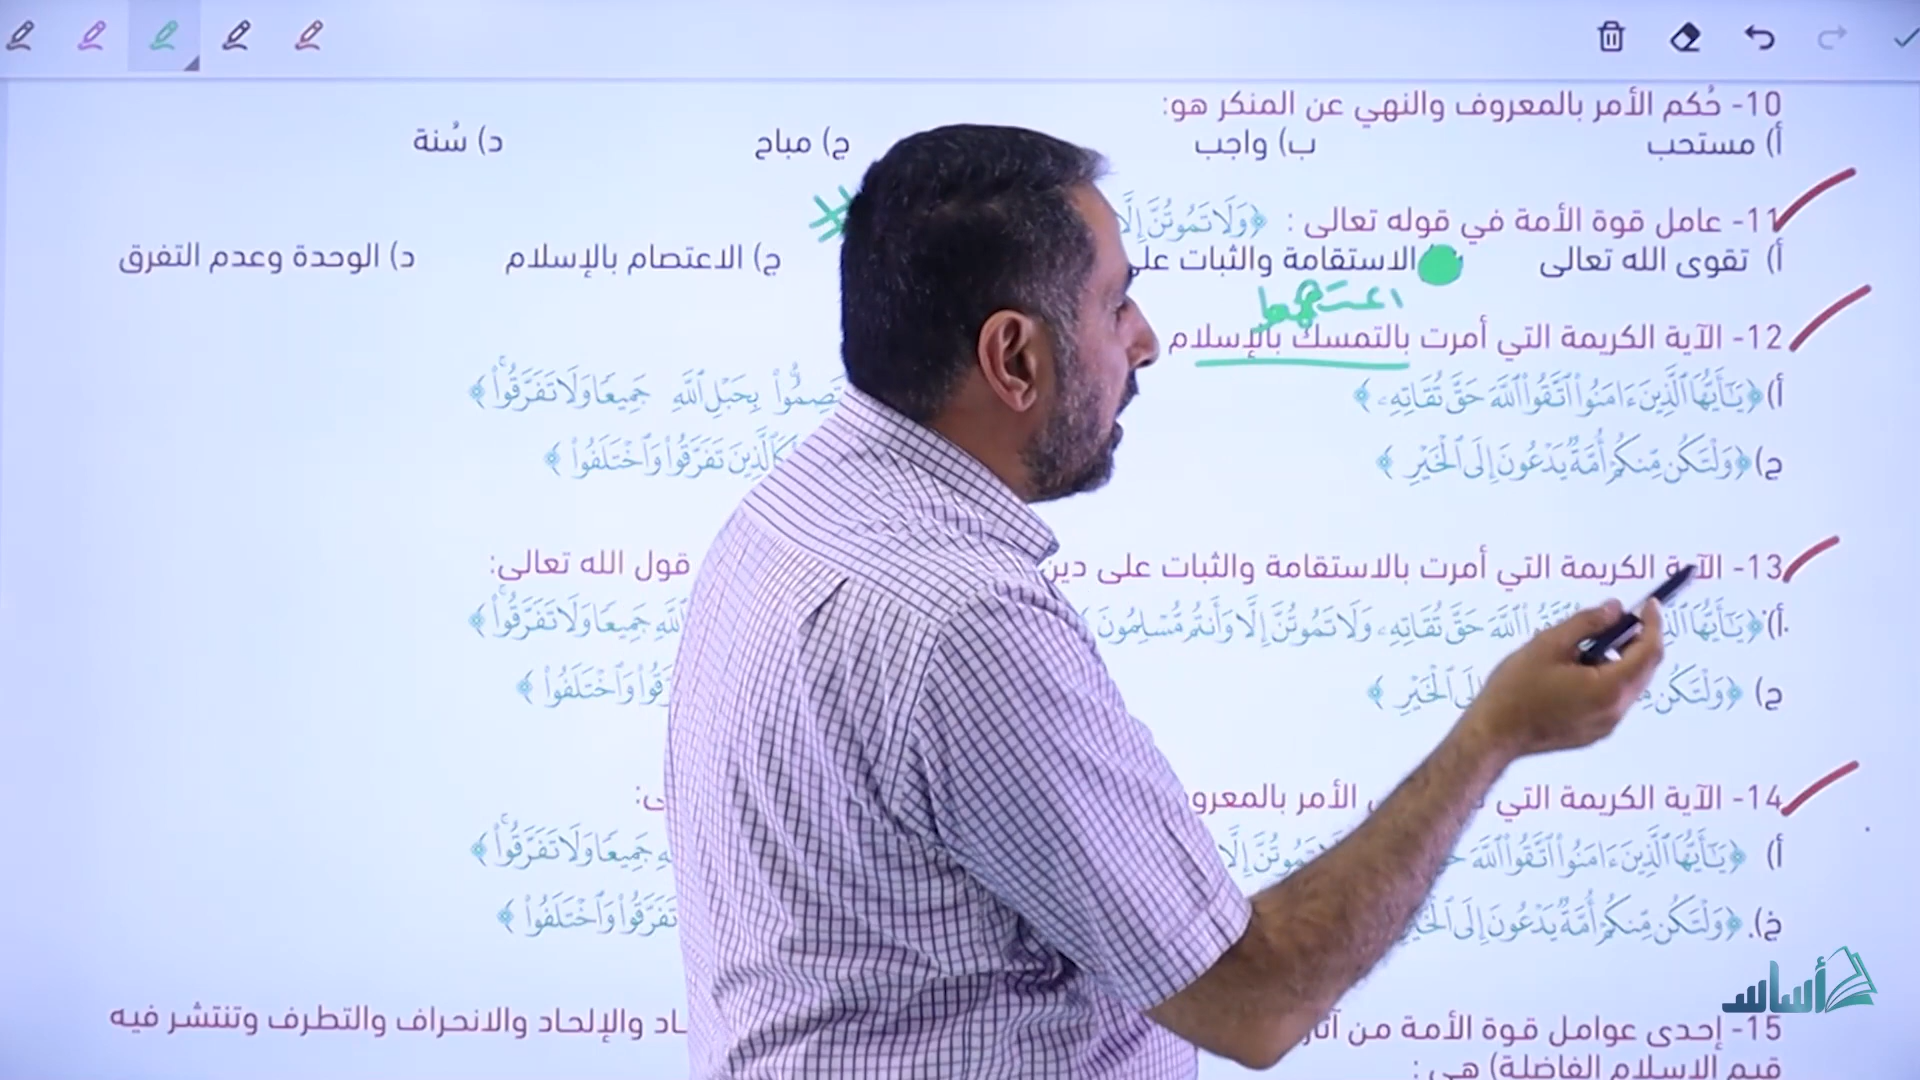 10- حُكم الأمر بالمعروف والنهي عن المنكر هو:
أ) مستحب ب) واجب ج) مباح د) سُنة
11- عامل قوة الأمة في قوله تعالى : ﴿وَلَا تَمُوتُنَّ إِلَّا
أ) تقوى الله تعالى الاستقامة والثبات على ج) الاعتصام بالإسلام د) الوحدة وعدم التفرق
12- الآية الكريمة التي أمرت بالتمسك بالإسلام
أ) ﴿يَٰٓأَيُّهَا ٱلَّذِينَ ءَامَنُوا۟ ٱتَّقُوا۟ ٱللَّهَ حَقَّ تُقَاتِهِۦ﴾ بِحَبْلِ ٱللَّهِ جَمِيعًا وَلَا تَفَرَّقُوا۟﴾
ج) ﴿وَلْتَكُن مِّنكُمْ أُمَّةٌ يَدْعُونَ إِلَى ٱلْخَيْرِ﴾ كَٱلَّذِينَ تَفَرَّقُوا۟ وَٱخْتَلَفُوا۟﴾
13- الآية الكريمة التي أمرت بالاستقامة والثبات على دين قول الله تعالى:
أ) ﴿يَٰٓأَيُّهَا ٱللَّهَ حَقَّ تُقَاتِهِۦ وَلَا تَمُوتُنَّ إِلَّا وَأَنتُم مُّسْلِمُونَ جَمِيعًا وَلَا تَفَرَّقُوا۟﴾
ج) ﴿وَلْتَكُن ٱلْخَيْرِ﴾ وَٱخْتَلَفُوا۟﴾
14- الآية الكريمة التي الأمر
أ) ﴿يَٰٓأَيُّهَا ٱلَّذِينَ ءَامَنُوا۟ ٱتَّقُوا۟ ٱللَّهَ تَمُوتُنَّ إِلَّا جَمِيعًا وَلَا تَفَرَّقُوا۟﴾
خ). ﴿وَلْتَكُن مِّنكُمْ أُمَّةٌ يَدْعُونَ إِلَى تَفَرَّقُوا۟ وَٱخْتَلَفُوا۟﴾
أساس
15- إحدى عوامل قوة الأمة من والإلحاد والانحراف والتطرف وتنتشر فيه
قيم الإسلام الفاضلة) هي :